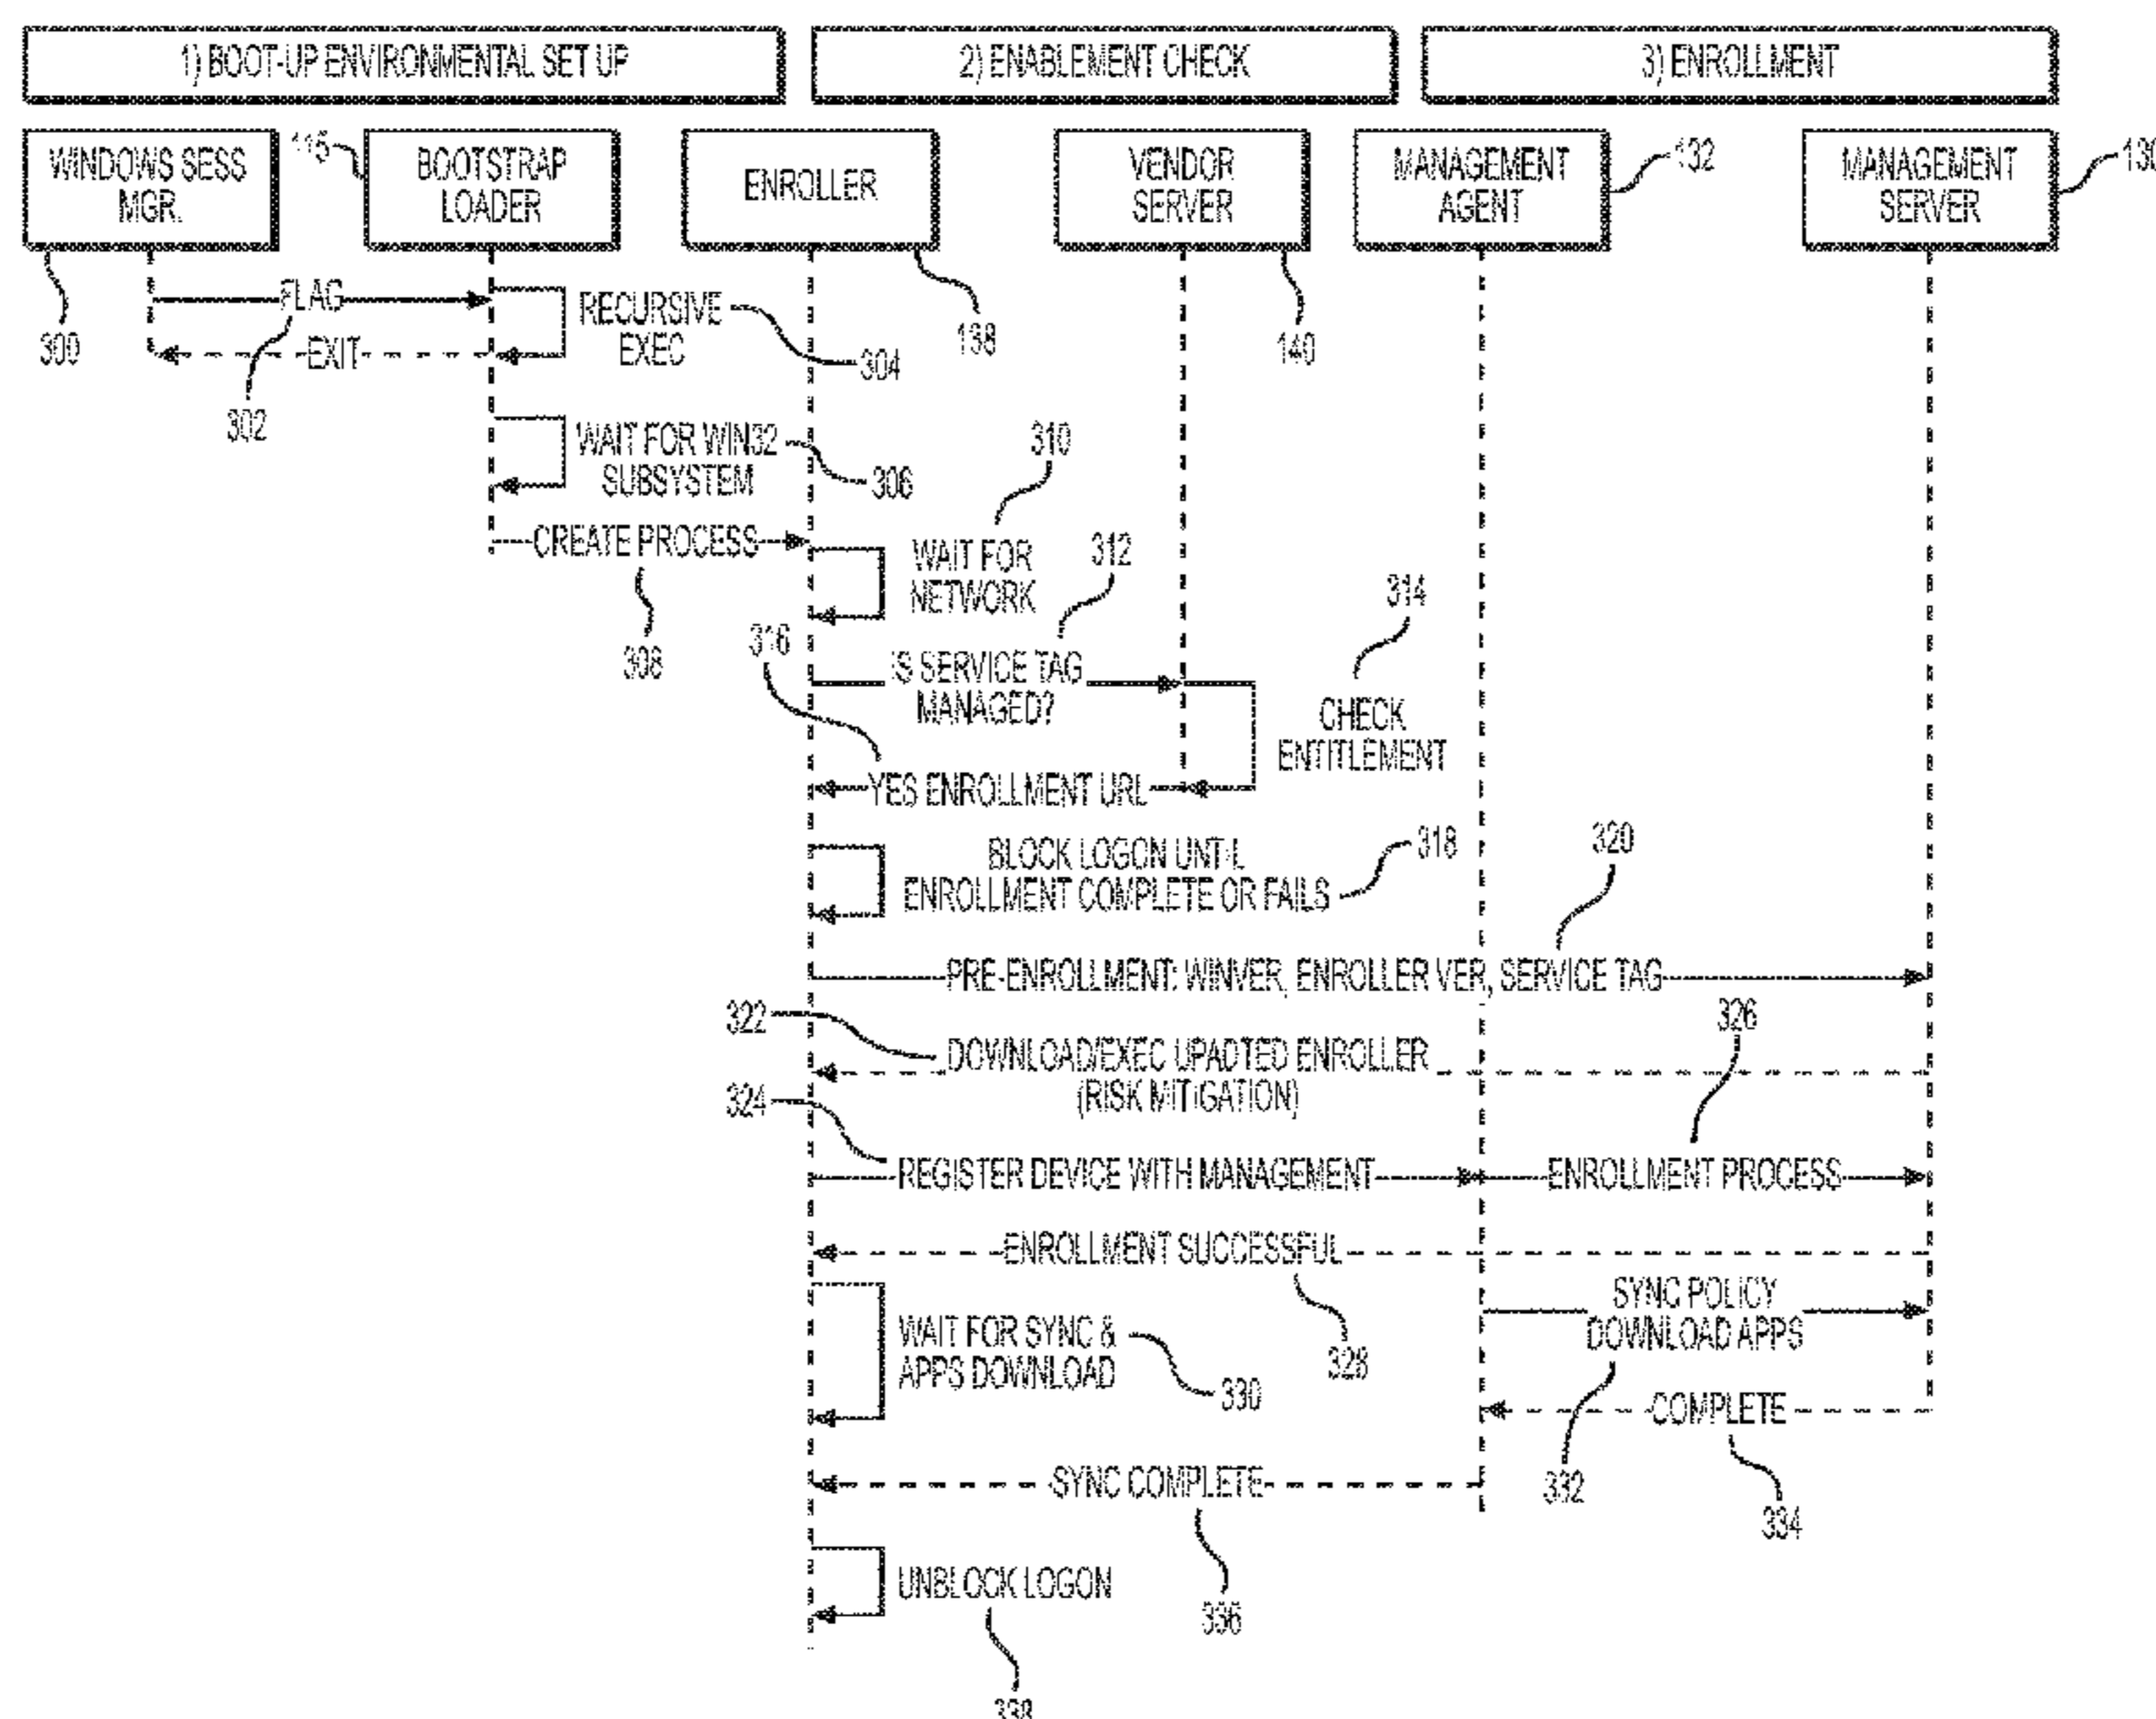 1) BOOT-UP ENVIRONMENTAL SET UP
2) ENABLEMENT CHECK
3) ENROLLMENT
WINDOWS SESS
MGR.
115
BOOTSTRAP
LOADER
ENROLLER
VENDOR
SERVER
MANAGEMENT
AGENT
132
MANAGEMENT
SERVER
130
300
FLAG
EXIT
302
RECURSIVE
EXEC
304
138
140
WAIT FOR WIN32
SUBSYSTEM
306
310
CREATE PROCESS
308
WAIT FOR
NETWORK
312
314
316
IS SERVICE TAG
MANAGED?
CHECK
ENTITLEMENT
YES ENROLLMENT URL
BLOCK LOGON UNTIL
ENROLLMENT COMPLETE OR FAILS
318
320
PRE-ENROLLMENT: WINVER, ENROLLER VER, SERVICE TAG
322
DOWNLOAD/EXEC UPADTED ENROLLER
(RISK MITIGATION)
324
326
REGISTER DEVICE WITH MANAGEMENT
ENROLLMENT PROCESS
ENROLLMENT SUCCESSFUL
328
SYNC POLICY
DOWNLOAD APPS
WAIT FOR SYNC &
APPS DOWNLOAD
330
332
COMPLETE
334
SYNC COMPLETE
336
UNBLOCK LOGON
338